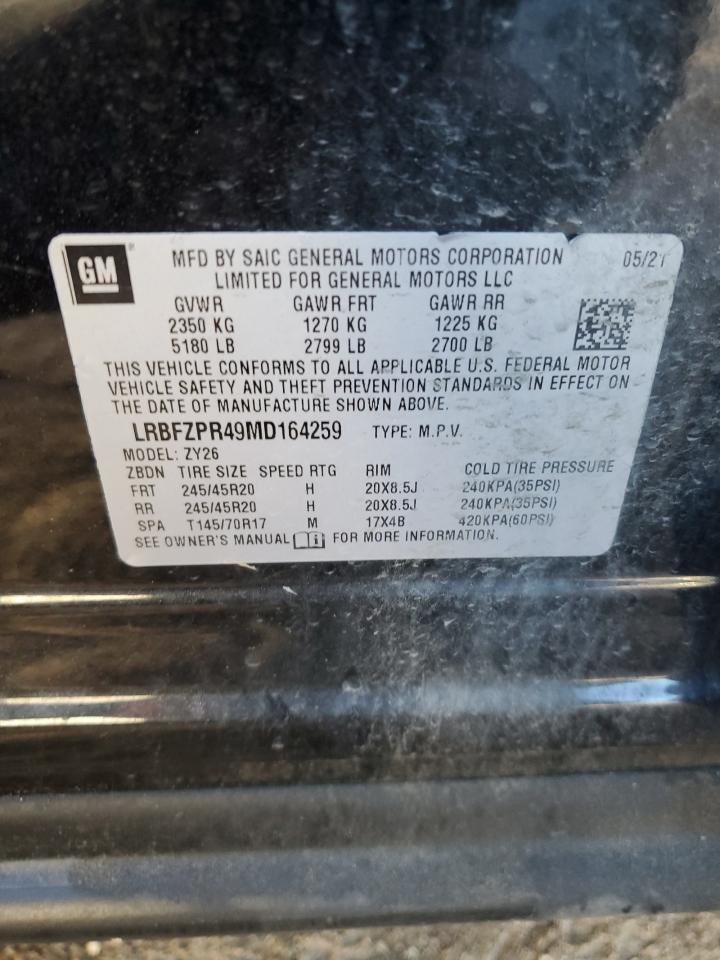 GM
MFD BY SAIC GENERAL MOTORS CORPORATION 05/21
LIMITED FOR GENERAL MOTORS LLC
GVWR GAWR FRT GAWR RR
2350 KG 1270 KG 1225 KG
5180 LB 2799 LB 2700 LB
THIS VEHICLE CONFORMS TO ALL APPLICABLE U.S. FEDERAL MOTOR
VEHICLE SAFETY AND THEFT PREVENTION STANDARDS IN EFFECT ON
THE DATE OF MANUFACTURE SHOWN ABOVE.
LRBFZPR49MD164259 TYPE: M.P.V.
MODEL: ZY26
ZBDN TIRE SIZE SPEED RTG RIM COLD TIRE PRESSURE
FRT 245/45R20 H 20X8.5J 240KPA(35PSI)
RR 245/45R20 H 20X8.5J 240KPA(35PSI)
SPA T145/70R17 M 17X4B 420KPA(60PSI)
SEE OWNER'S MANUAL i FOR MORE INFORMATION.